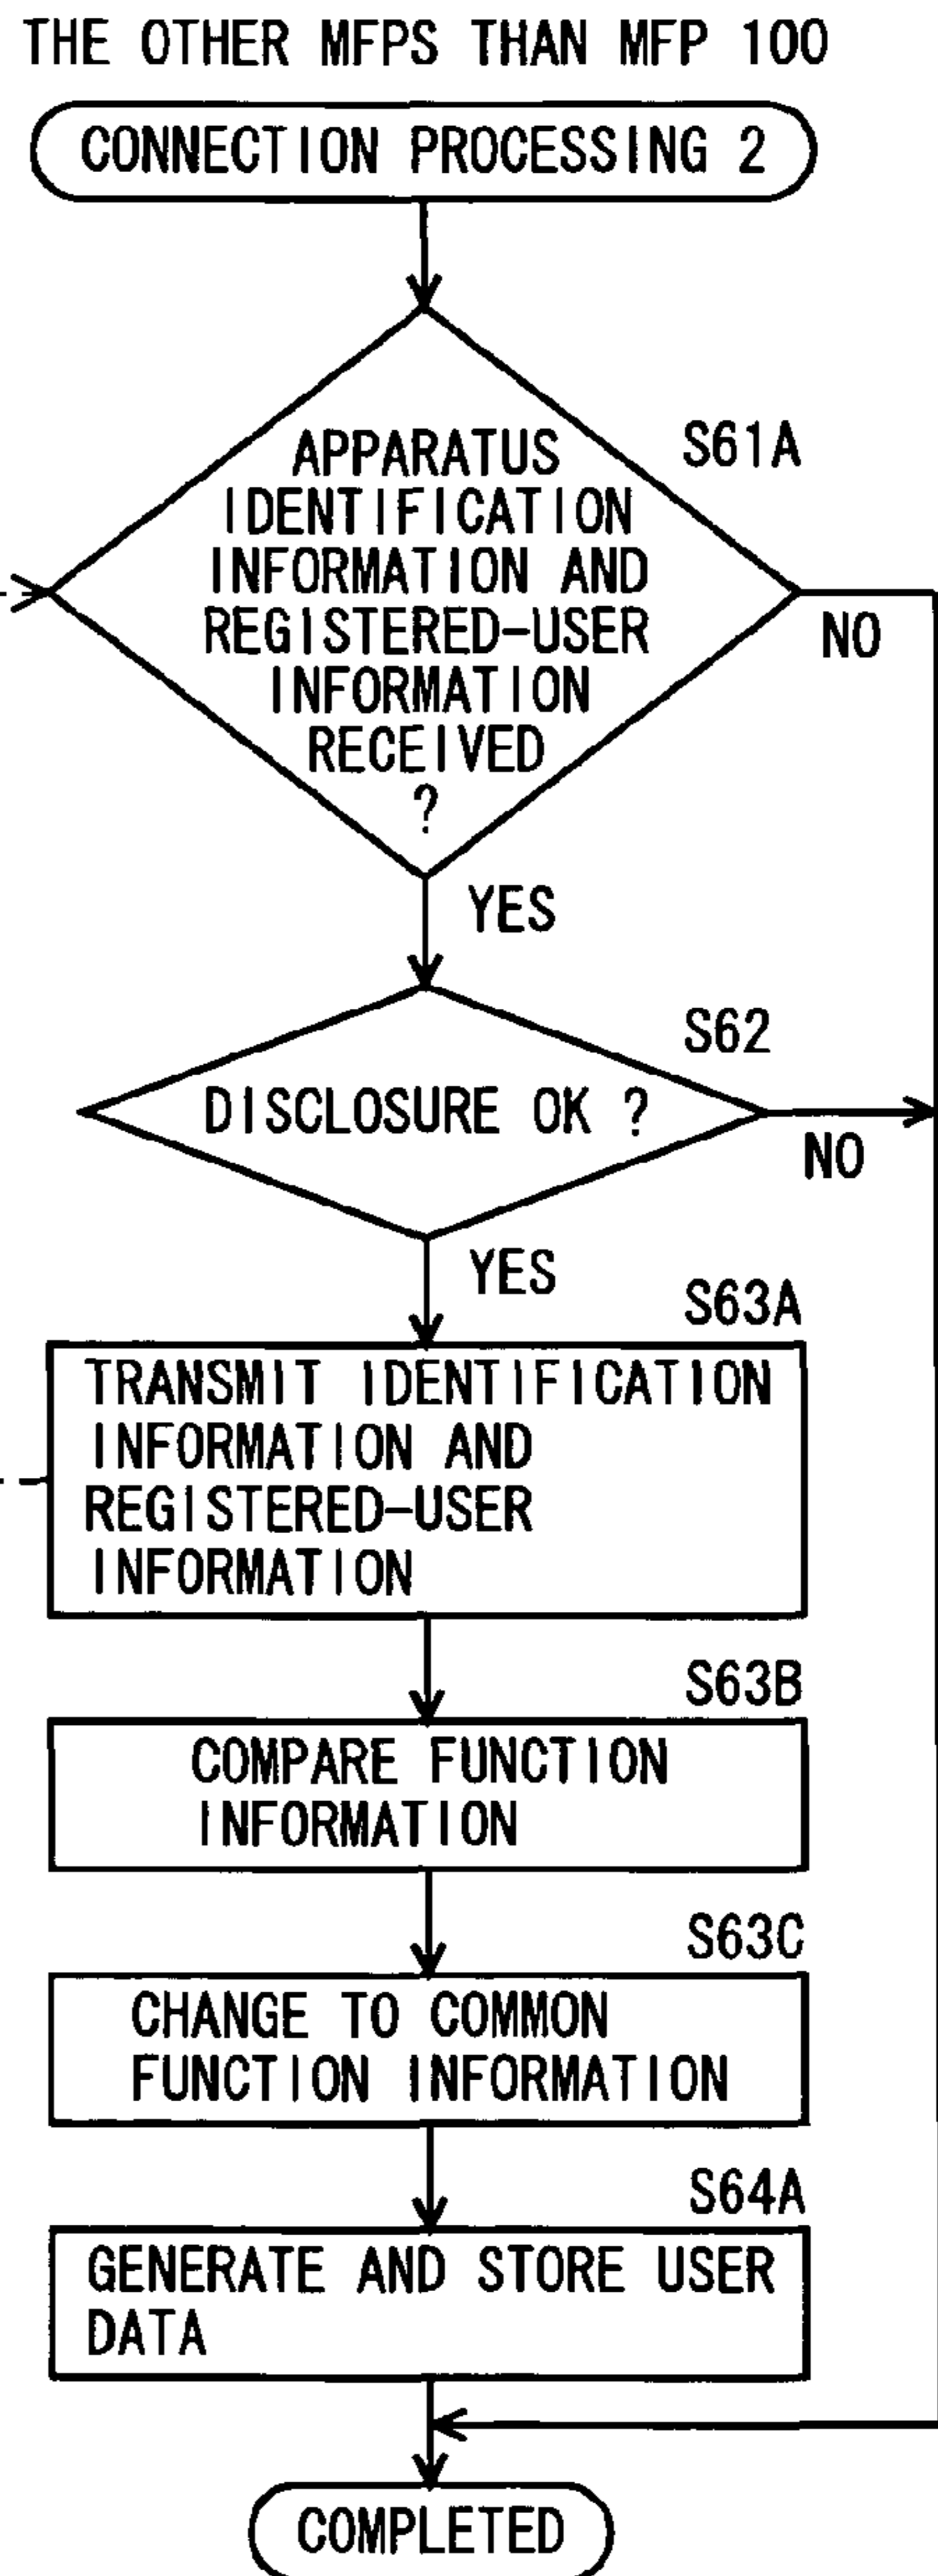 THE OTHER MFPS THAN MFP 100
CONNECTION PROCESSING 2
S61A
APPARATUS
IDENTIFICATION
INFORMATION AND
REGISTERED-USER
INFORMATION
RECEIVED
?
NO
YES
S62
DISCLOSURE OK ?
NO
YES
S63A
TRANSMIT IDENTIFICATION
INFORMATION AND
REGISTERED-USER
INFORMATION
S63B
COMPARE FUNCTION
INFORMATION
S63C
CHANGE TO COMMON
FUNCTION INFORMATION
S64A
GENERATE AND STORE USER
DATA
COMPLETED